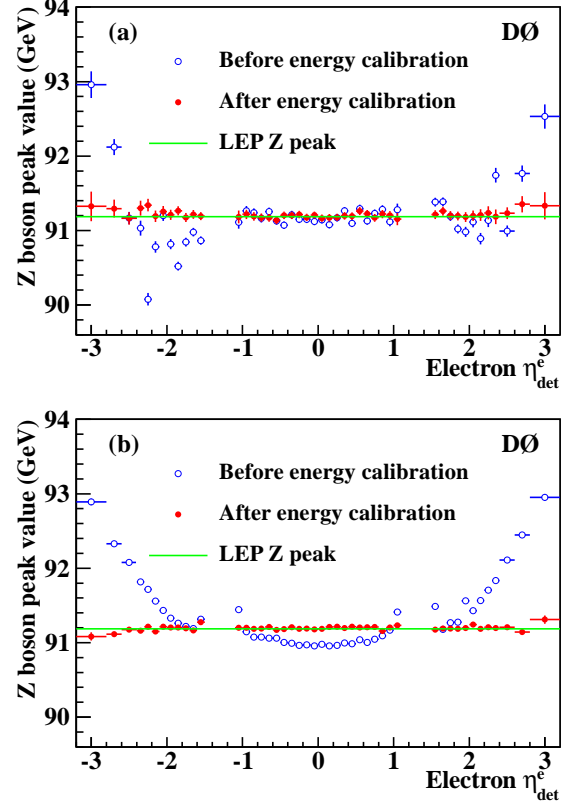 (a)
DØ
Before energy calibration
After energy calibration
LEP Z peak
Z boson peak value (GeV)
94
93
92
91
90
-3 -2 -1 0 1 2 3
Electron η^e_det
(b)
DØ
Before energy calibration
After energy calibration
LEP Z peak
Z boson peak value (GeV)
94
93
92
91
90
-3 -2 -1 0 1 2 3
Electron η^e_det